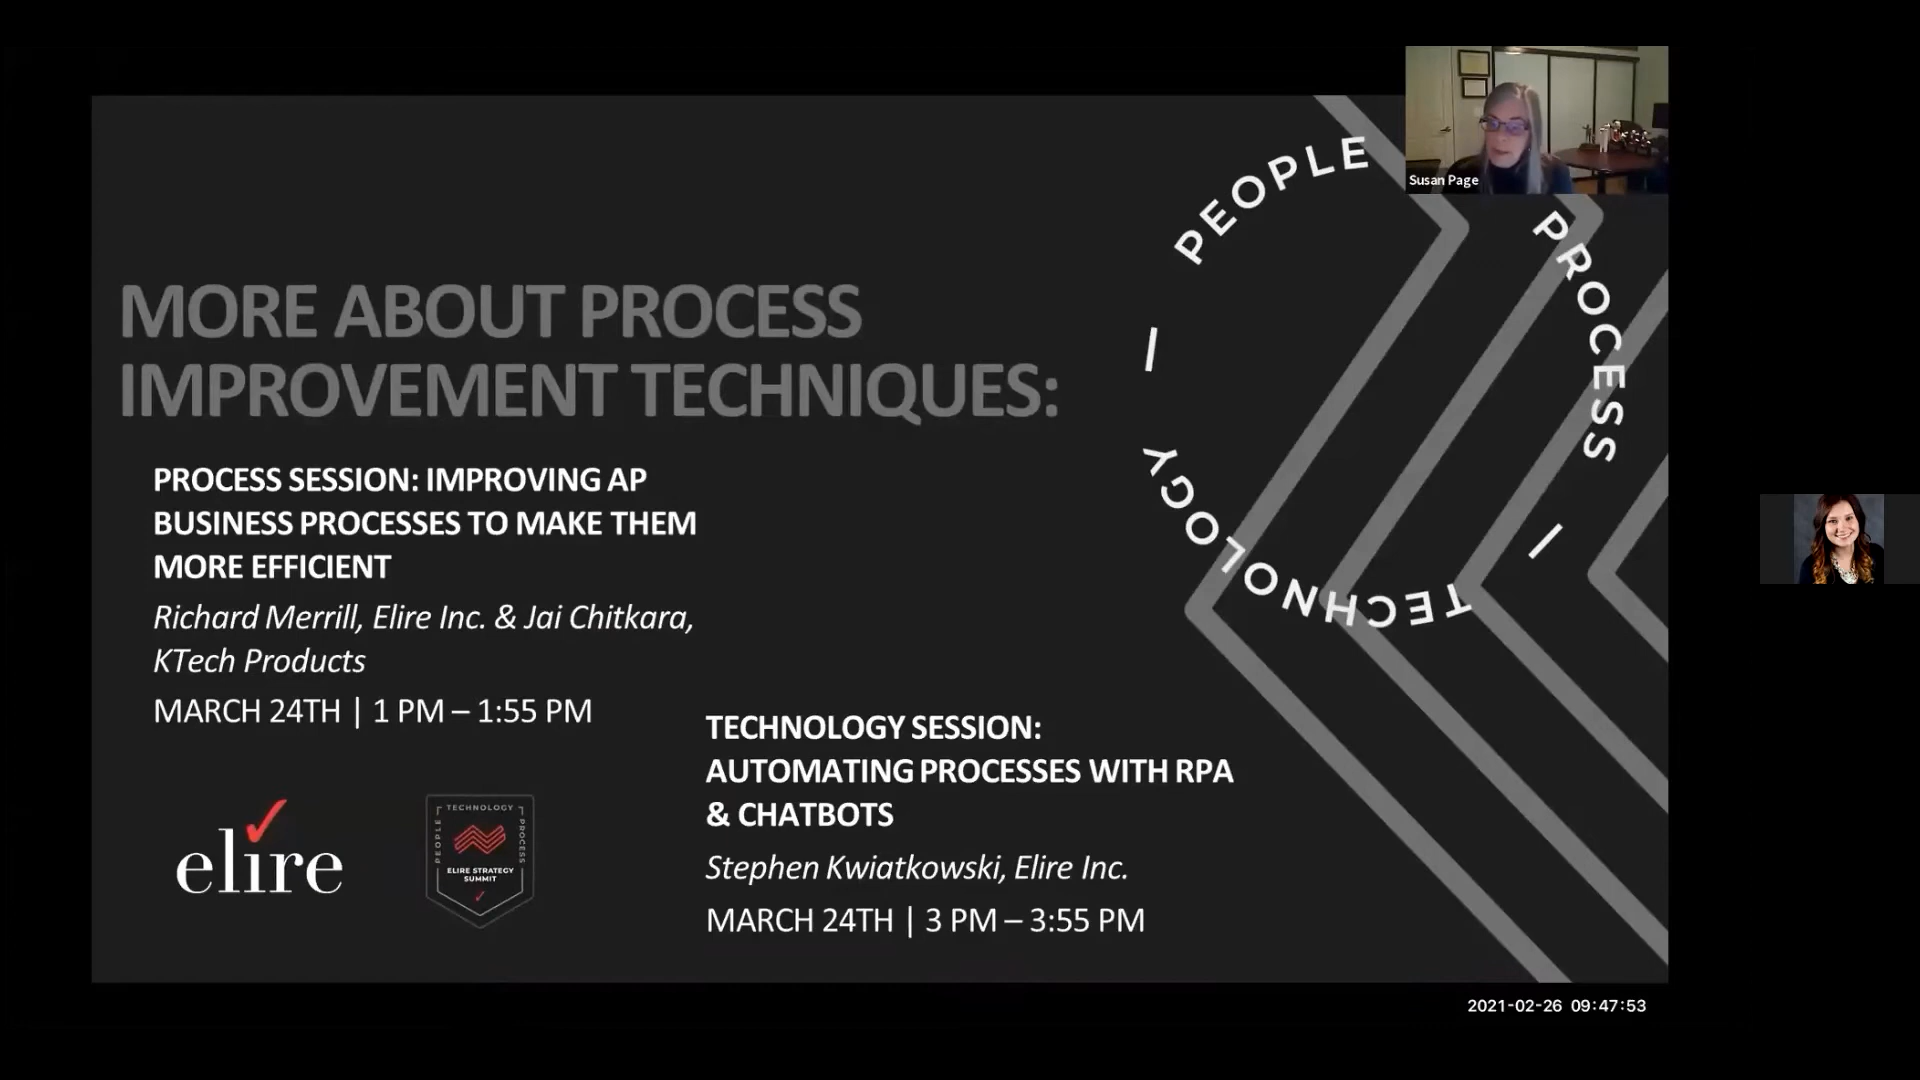 Susan Page
PEOPLE
PROCESS
TECHNOLOGY
MORE ABOUT PROCESS
IMPROVEMENT TECHNIQUES:
PROCESS SESSION: IMPROVING AP
BUSINESS PROCESSES TO MAKE THEM
MORE EFFICIENT
Richard Merrill, Elire Inc. & Jai Chitkara,
KTech Products
MARCH 24TH | 1 PM – 1:55 PM
TECHNOLOGY SESSION:
AUTOMATING PROCESSES WITH RPA
& CHATBOTS
Stephen Kwiatkowski, Elire Inc.
MARCH 24TH | 3 PM – 3:55 PM
elire
TECHNOLOGY
PEOPLE
PROCESS
ELIRE STRATEGY
SUMMIT
2021-02-26 09:47:53